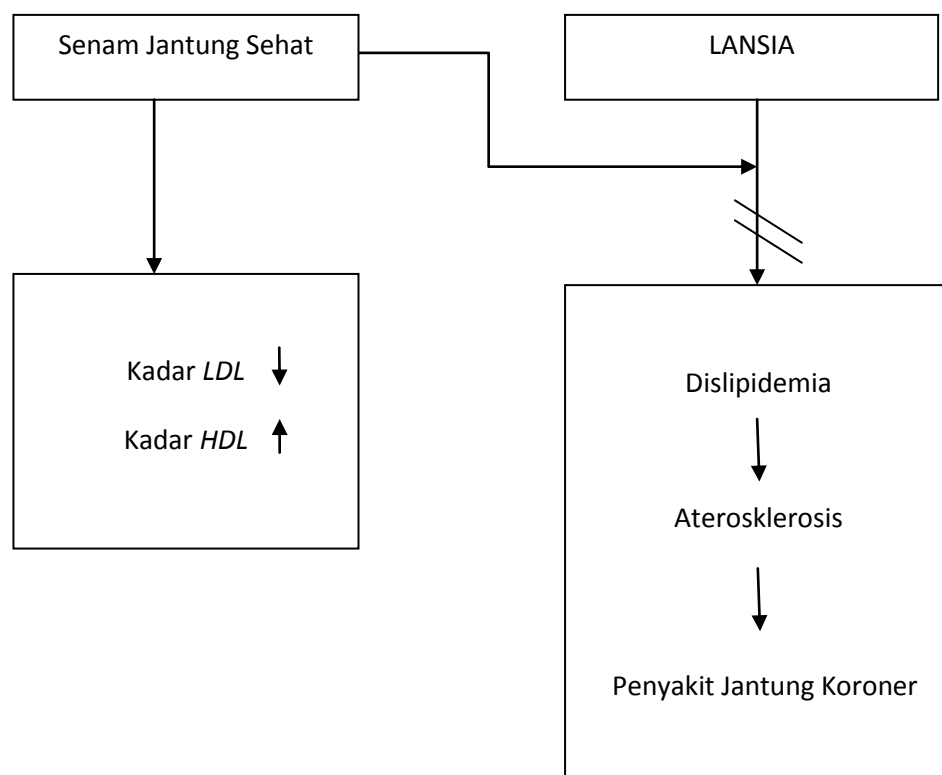 Senam Jantung Sehat
LANSIA
Kadar LDL
Kadar HDL
Dislipidemia
Aterosklerosis
Penyakit Jantung Koroner